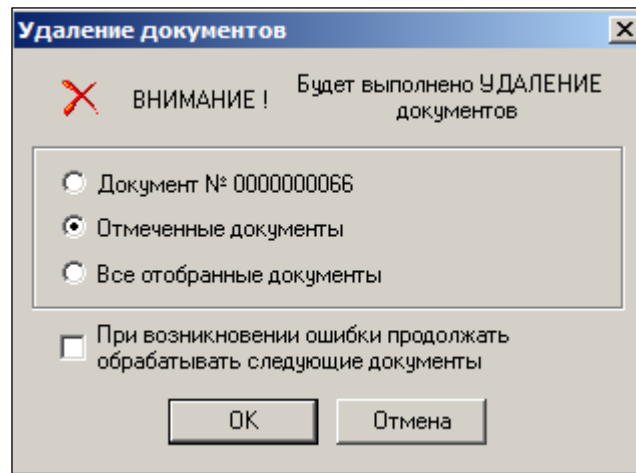 Удаление документов
ВНИМАНИЕ !
Будет выполнено УДАЛЕНИЕ
документов
Документ № 0000000066
Отмеченные документы
Все отобранные документы
При возникновении ошибки продолжать
обрабатывать следующие документы
OK
Отмена